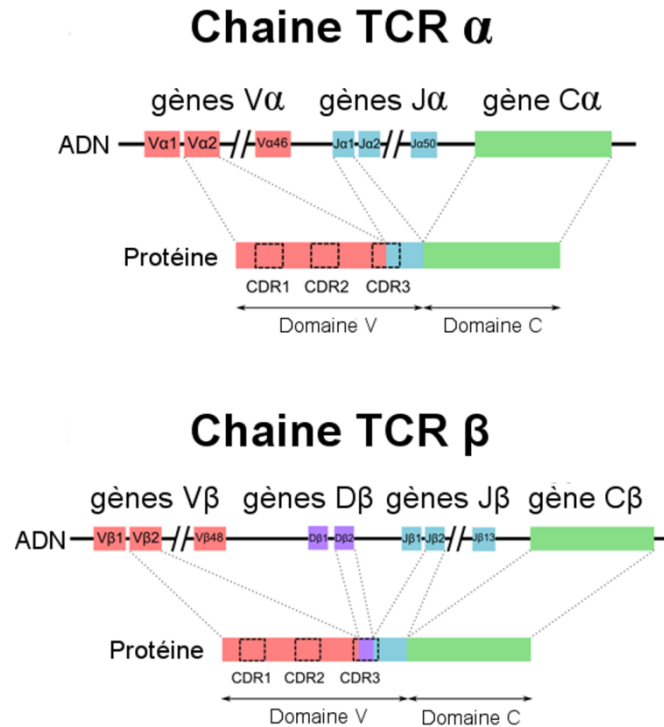 Chaine TCR α
gènes Vα gènes Jα gène Cα
ADN Vα1 Vα2 Vα46 Jα1 Jα2 Jα50
Protéine
CDR1 CDR2 CDR3
Domaine V Domaine C
Chaine TCR β
gènes Vβ gènes Dβ gènes Jβ gène Cβ
ADN Vβ1 Vβ2 Vβ48 Dβ1 Dβ2 Jβ1 Jβ2 Jβ13
Protéine
CDR1 CDR2 CDR3
Domaine V Domaine C